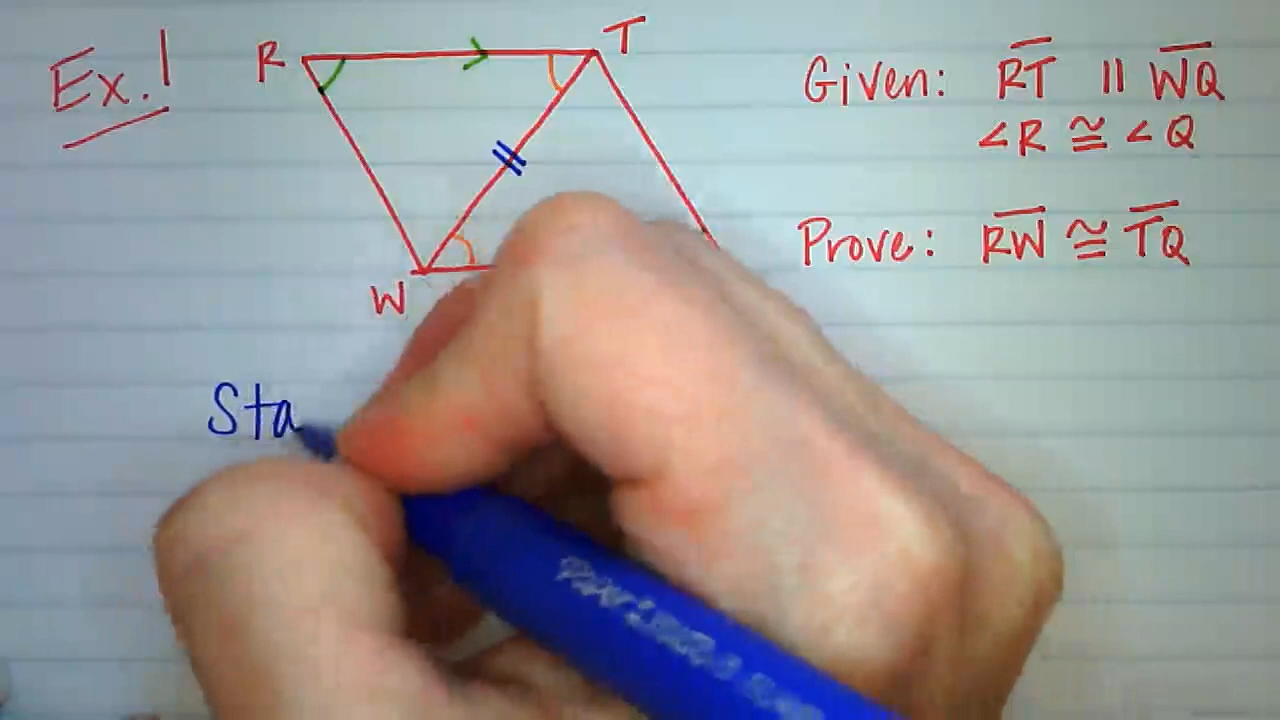 Ex. 1
R
T
W
Given: RT || WQ
∠R ≅ ∠Q
Prove: RW ≅ TQ
Sta